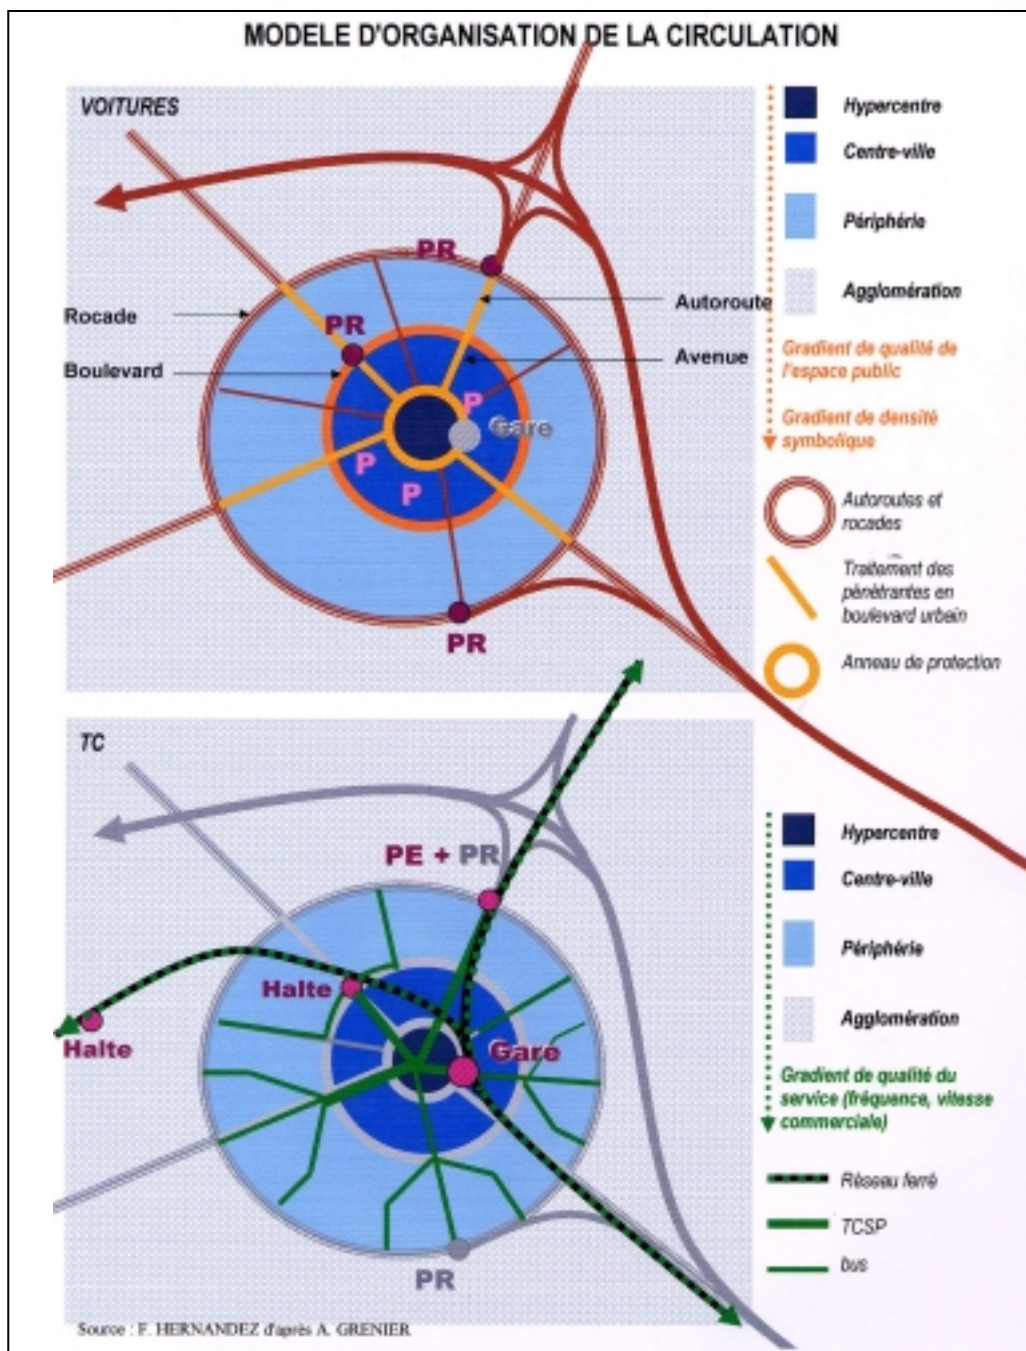 MODELE D'ORGANISATION DE LA CIRCULATION
VOITURES
PR
Rocade
PR
Boulevard
Autoroute
Avenue
P
Gare
P
P
PR
Hypercentre
Centre-ville
Périphérie
Agglomération
Gradient de qualité de
l'espace public
Gradient de densité
symbolique
Autoroutes et
rocades
Traitement des
pénétrantes en
boulevard urbain
Anneau de protection
TC
PE + PR
Halte
Halte
Gare
PR
Hypercentre
Centre-ville
Périphérie
Agglomération
Gradient de qualité du
service (fréquence, vitesse
commerciale)
Réseau ferré
TCSP
bus
Source : F. HERNANDEZ d'après A. GRENIER